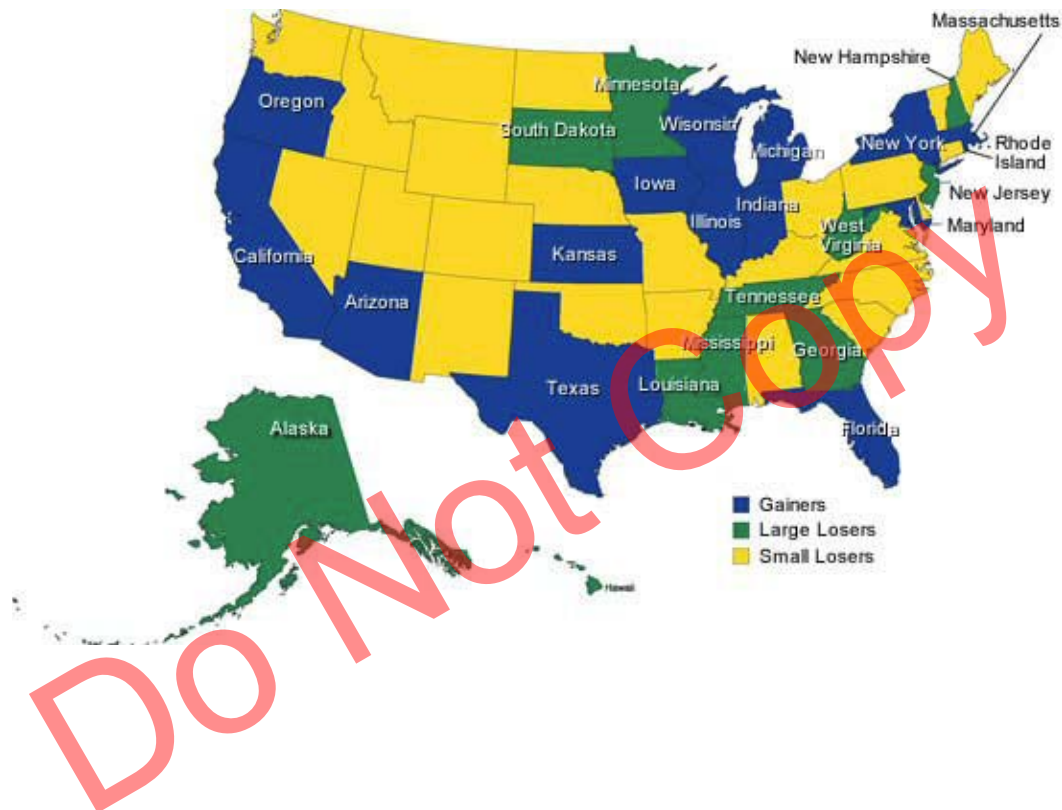 Massachusetts
New Hampshire
Minnesota
Oregon
South Dakota
Wisonsin
Michigan
New York
Rhode
Island
Iowa
Indiana
New Jersey
Illinois
West
Virginia
Maryland
Kansas
California
Arizona
Tennessee
Mississippi
Georgia
Texas
Louisiana
Florida
Alaska
Gainers
Large Losers
Small Losers
Hawaii
Do Not Copy